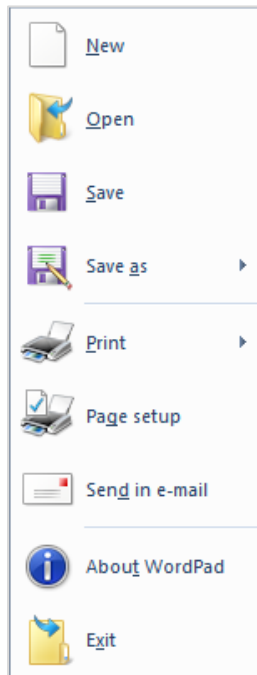 New
Open
Save
Save as
Print
Page setup
Send in e-mail
About WordPad
Exit